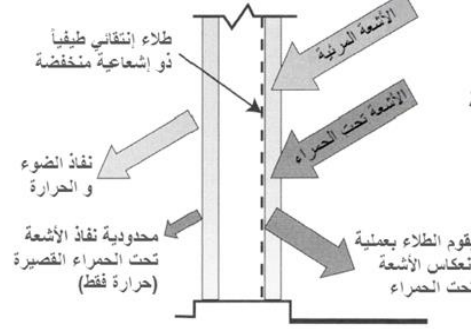 طلاء إنتقائي طيفياً
ذو إشعاعية منخفضة
الأشعة المرئية
الأشعة تحت الحمراء
نفاذ الضوء
و الحرارة
محدودية نفاذ الأشعة
تحت الحمراء القصيرة
(حرارة فقط)
يقوم الطلاء بعملية
نعكاس الأشعة
تحت الحمراء